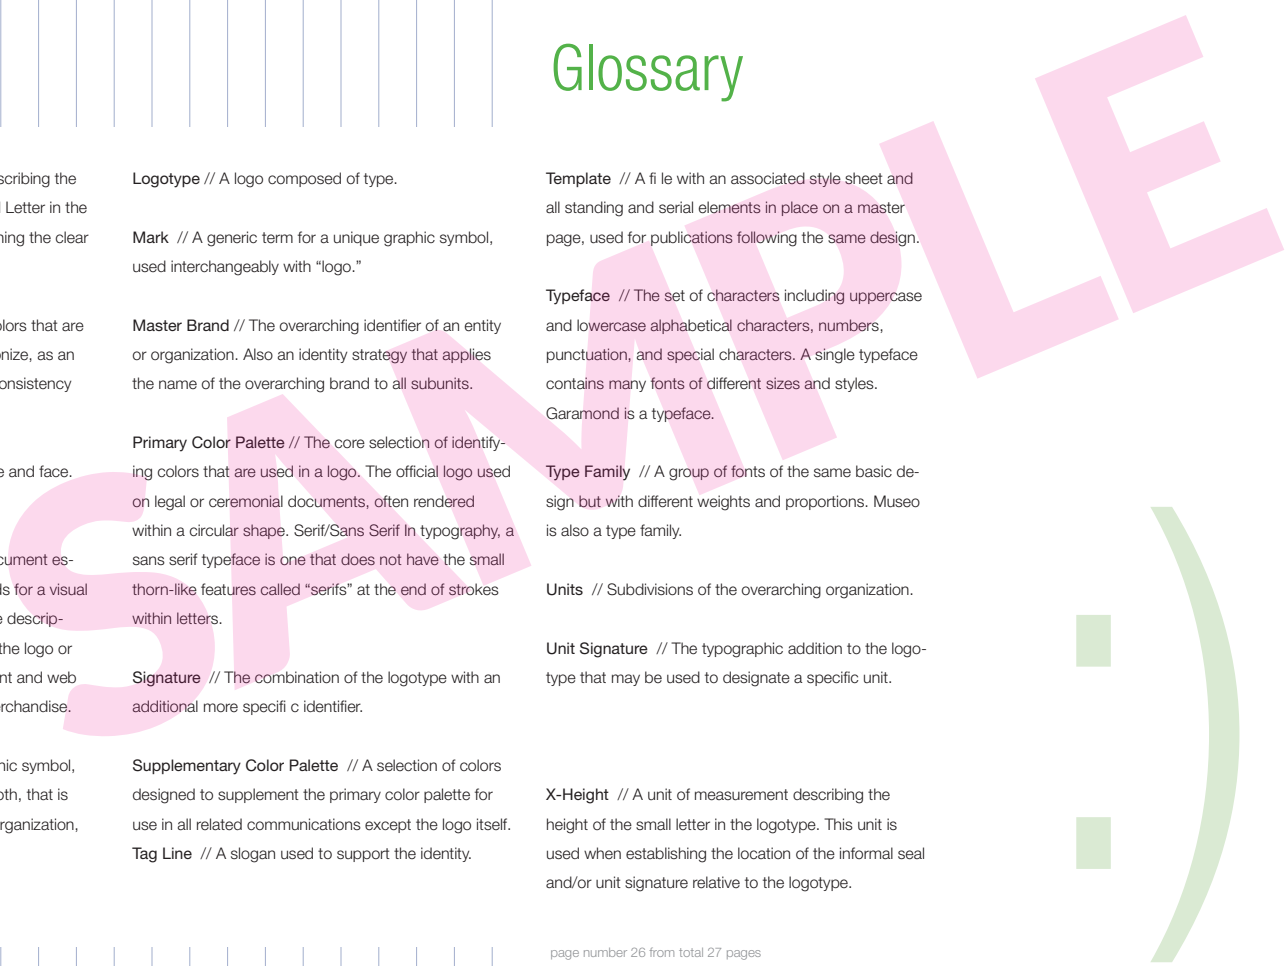 Glossary
scribing the
Letter in the
ning the clear
olors that are
onize, as an
onsistency
e and face.
cument es-
ds for a visual
e descrip-
the logo or
nt and web
erchandise.
hic symbol,
oth, that is
rganization,
Logotype // A logo composed of type.
Mark // A generic term for a unique graphic symbol,
used interchangeably with “logo.”
Master Brand // The overarching identifier of an entity
or organization. Also an identity strategy that applies
the name of the overarching brand to all subunits.
Primary Color Palette // The core selection of identify-
ing colors that are used in a logo. The official logo used
on legal or ceremonial documents, often rendered
within a circular shape. Serif/Sans Serif In typography, a
sans serif typeface is one that does not have the small
thorn-like features called “serifs” at the end of strokes
within letters.
Signature // The combination of the logotype with an
additional more specifi c identifier.
Supplementary Color Palette // A selection of colors
designed to supplement the primary color palette for
use in all related communications except the logo itself.
Tag Line // A slogan used to support the identity.
Template // A fi le with an associated style sheet and
all standing and serial elements in place on a master
page, used for publications following the same design.
Typeface // The set of characters including uppercase
and lowercase alphabetical characters, numbers,
punctuation, and special characters. A single typeface
contains many fonts of different sizes and styles.
Garamond is a typeface.
Type Family // A group of fonts of the same basic de-
sign but with different weights and proportions. Museo
is also a type family.
Units // Subdivisions of the overarching organization.
Unit Signature // The typographic addition to the logo-
type that may be used to designate a specific unit.
X-Height // A unit of measurement describing the
height of the small letter in the logotype. This unit is
used when establishing the location of the informal seal
and/or unit signature relative to the logotype.
:)
SAMPLE
page number 26 from total 27 pages